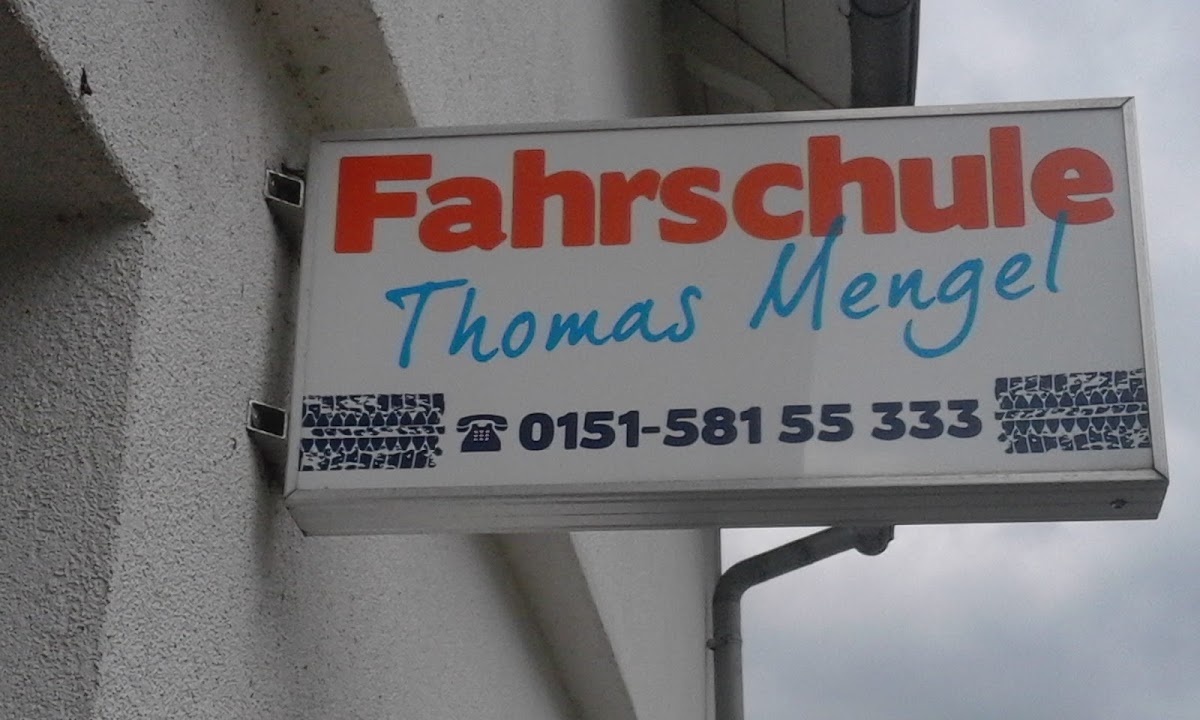 Fahrschule
Thomas Mengel
☎ 0151-581 55 333